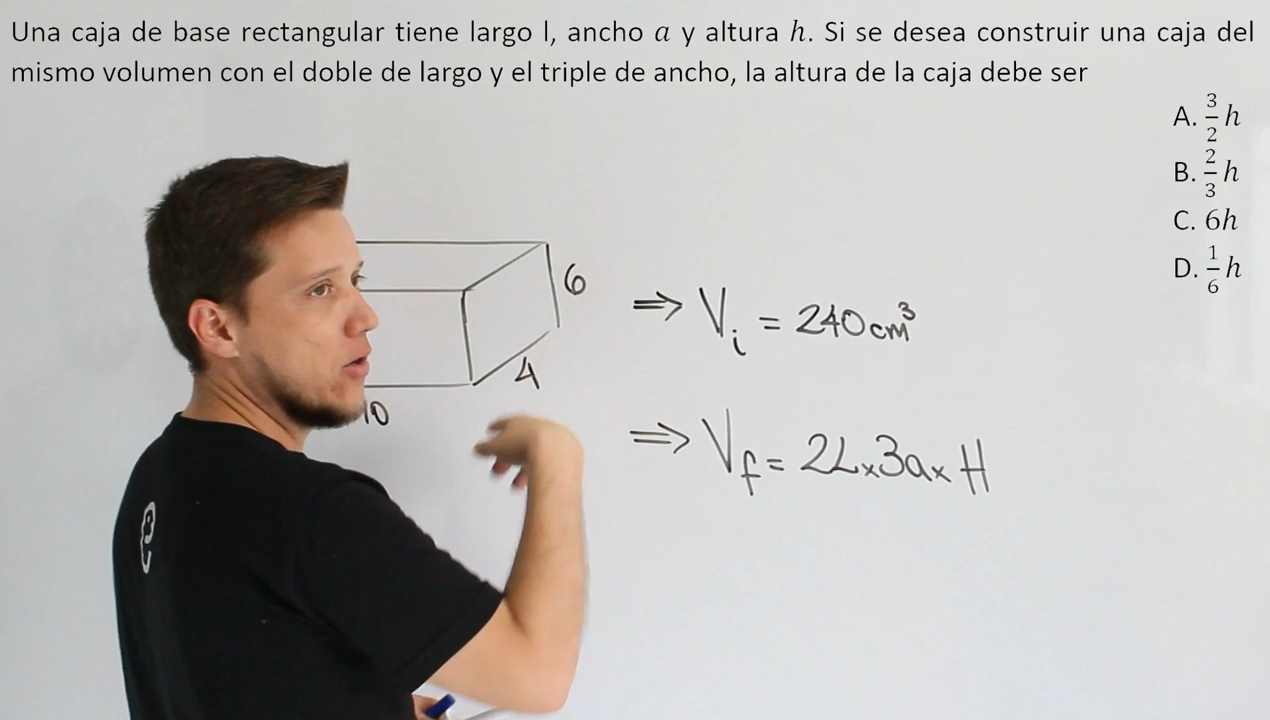 Una caja de base rectangular tiene largo l, ancho a y altura h. Si se desea construir una caja del
mismo volumen con el doble de largo y el triple de ancho, la altura de la caja debe ser
A. 3/2 h
B. 2/3 h
C. 6h
D. 1/6 h
6
4
10
⇒ Vᵢ = 240 cm³
⇒ V_f = 2L x 3a x H
e